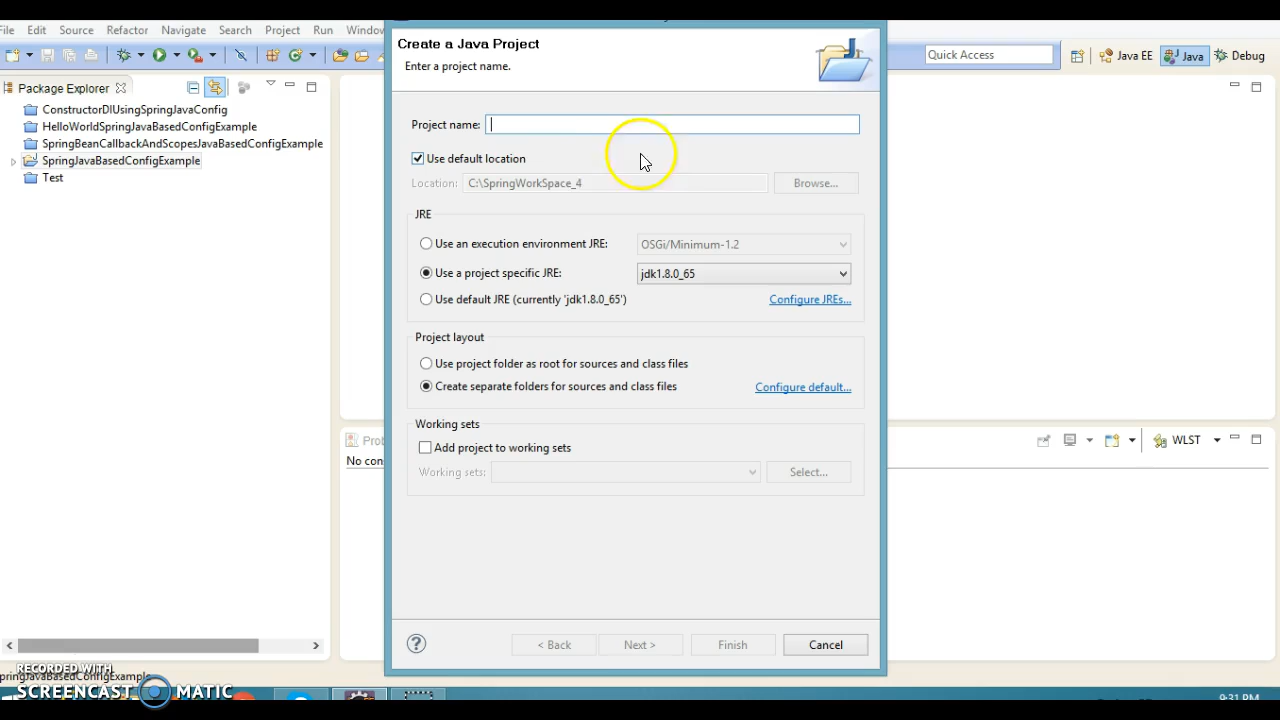 File Edit Source Refactor Navigate Search Project Run Window
Create a Java Project
Enter a project name.
Quick Access
Java EE
Java
Debug
Package Explorer
ConstructorDIUsingSpringJavaConfig
HelloWorldSpringJavaBasedConfigExample
SpringBeanCallbackAndScopesJavaBasedConfigExample
SpringJavaBasedConfigExample
Test
Project name:
Use default location
Location: C:\SpringWorkSpace_4
Browse...
JRE
Use an execution environment JRE: OSGi/Minimum-1.2
Use a project specific JRE: jdk1.8.0_65
Use default JRE (currently 'jdk1.8.0_65')
Configure JREs...
Project layout
Use project folder as root for sources and class files
Create separate folders for sources and class files
Configure default...
Working sets
Add project to working sets
Working sets:
Select...
WLST
< Back
Next >
Finish
Cancel
RECORDED WITH
SCREENCAST MATIC
9:31 PM